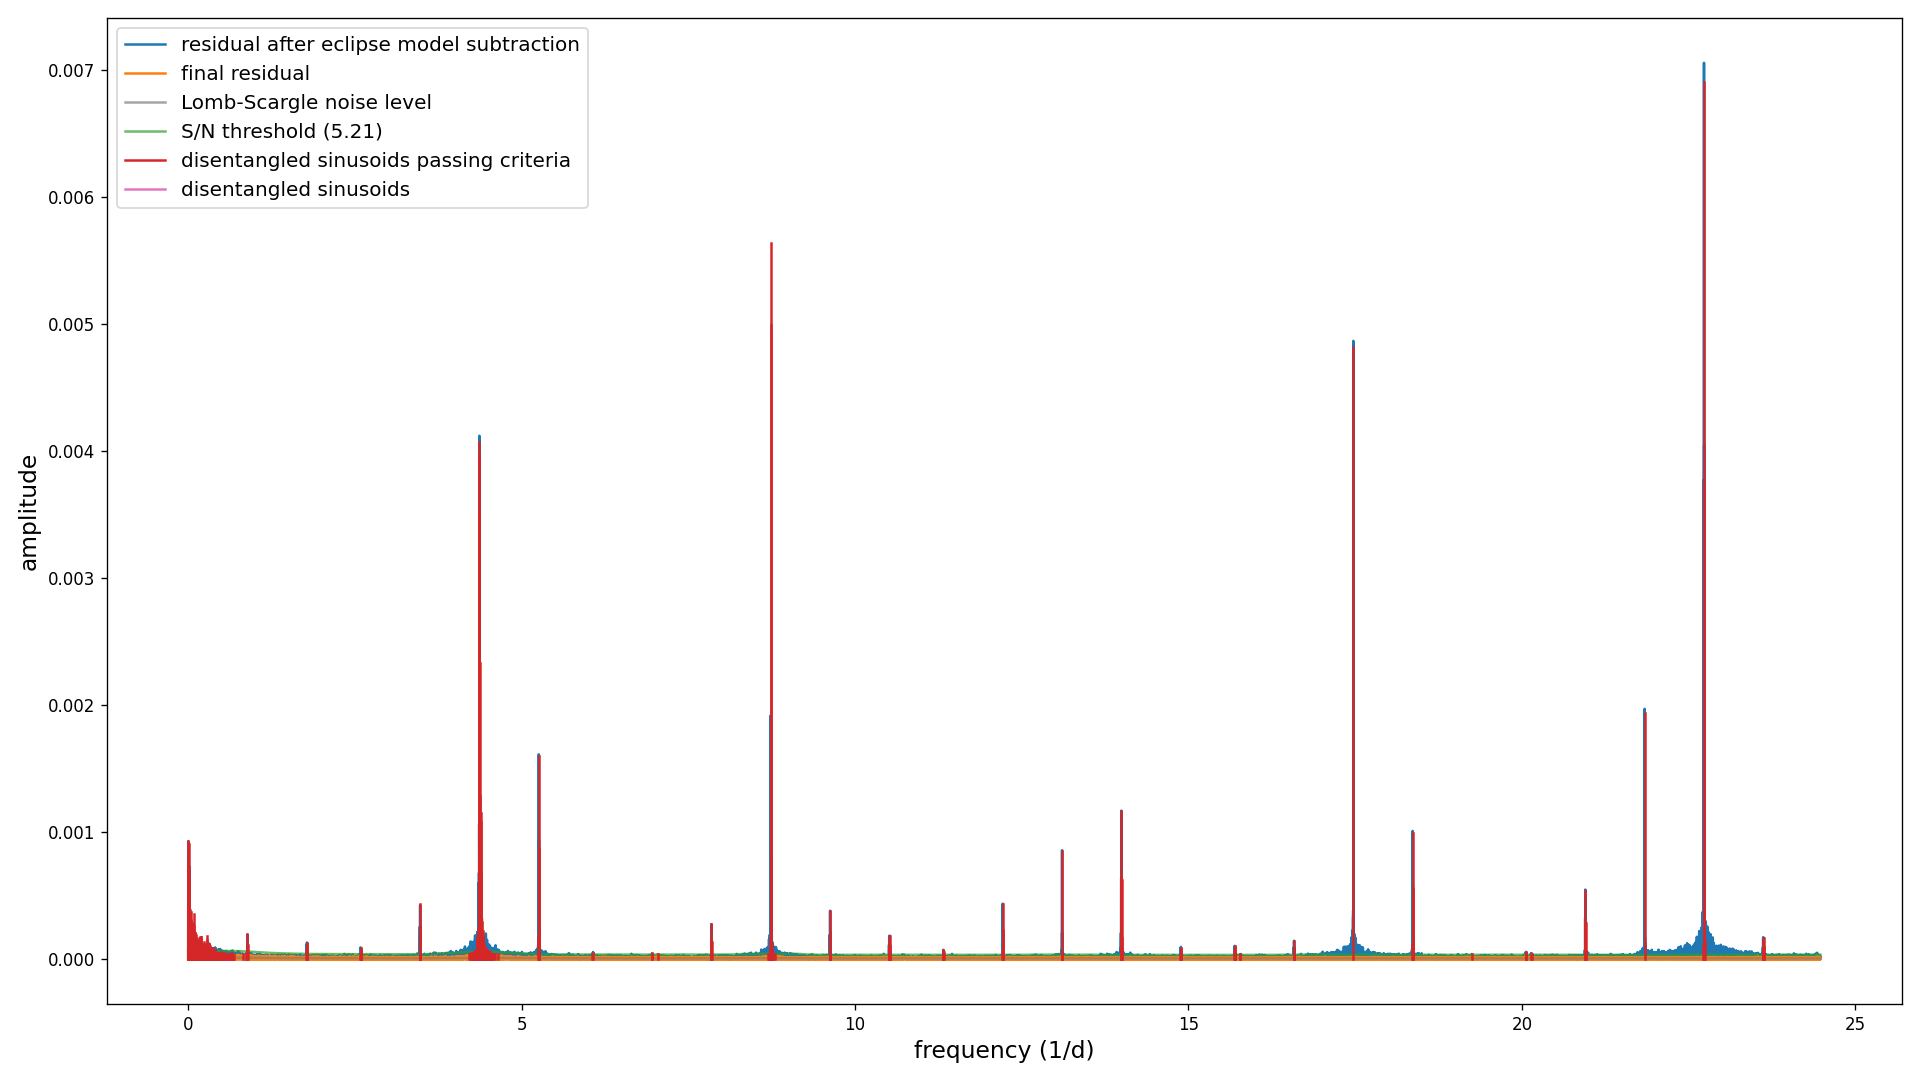 residual after eclipse model subtraction
final residual
Lomb-Scargle noise level
S/N threshold (5.21)
disentangled sinusoids passing criteria
disentangled sinusoids
amplitude
0.007
0.006
0.005
0.004
0.003
0.002
0.001
0.000
0 5 10 15 20 25
frequency (1/d)